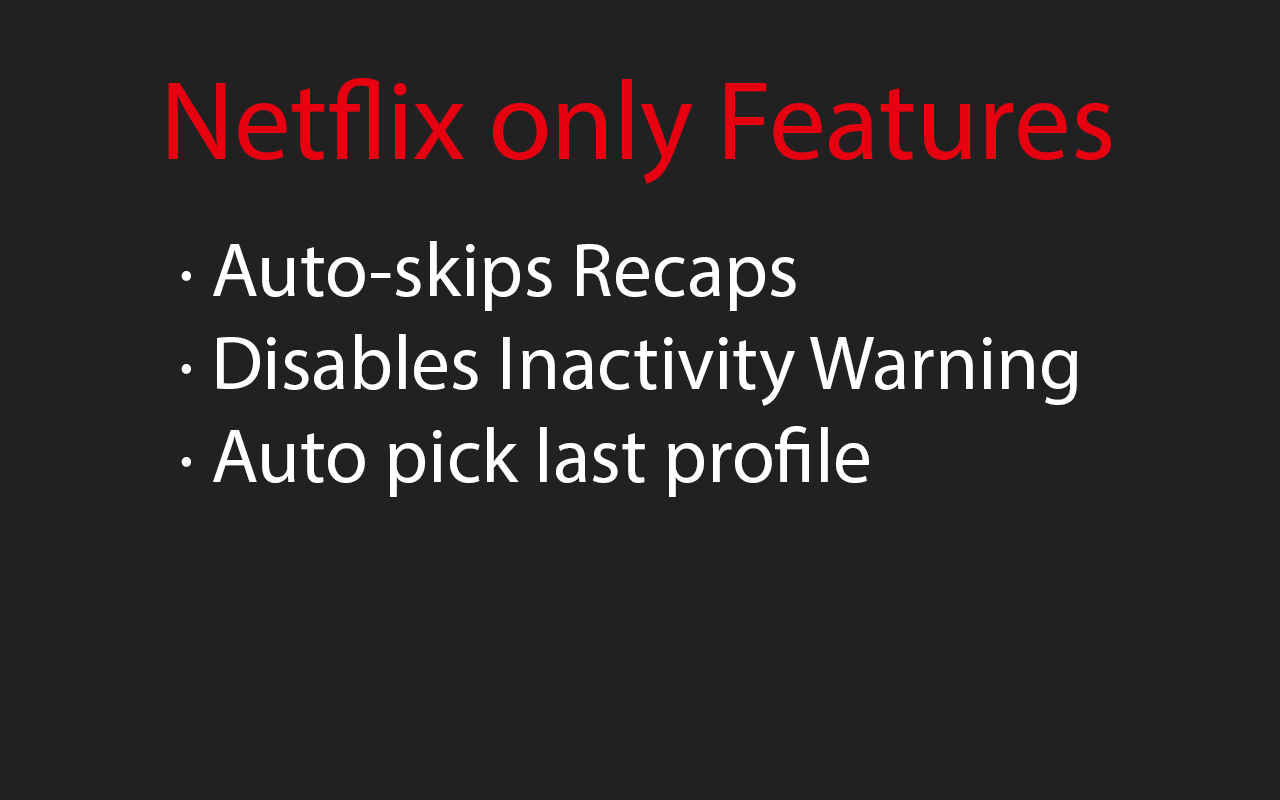 Netflix only Features
· Auto-skips Recaps
· Disables Inactivity Warning
· Auto pick last profile